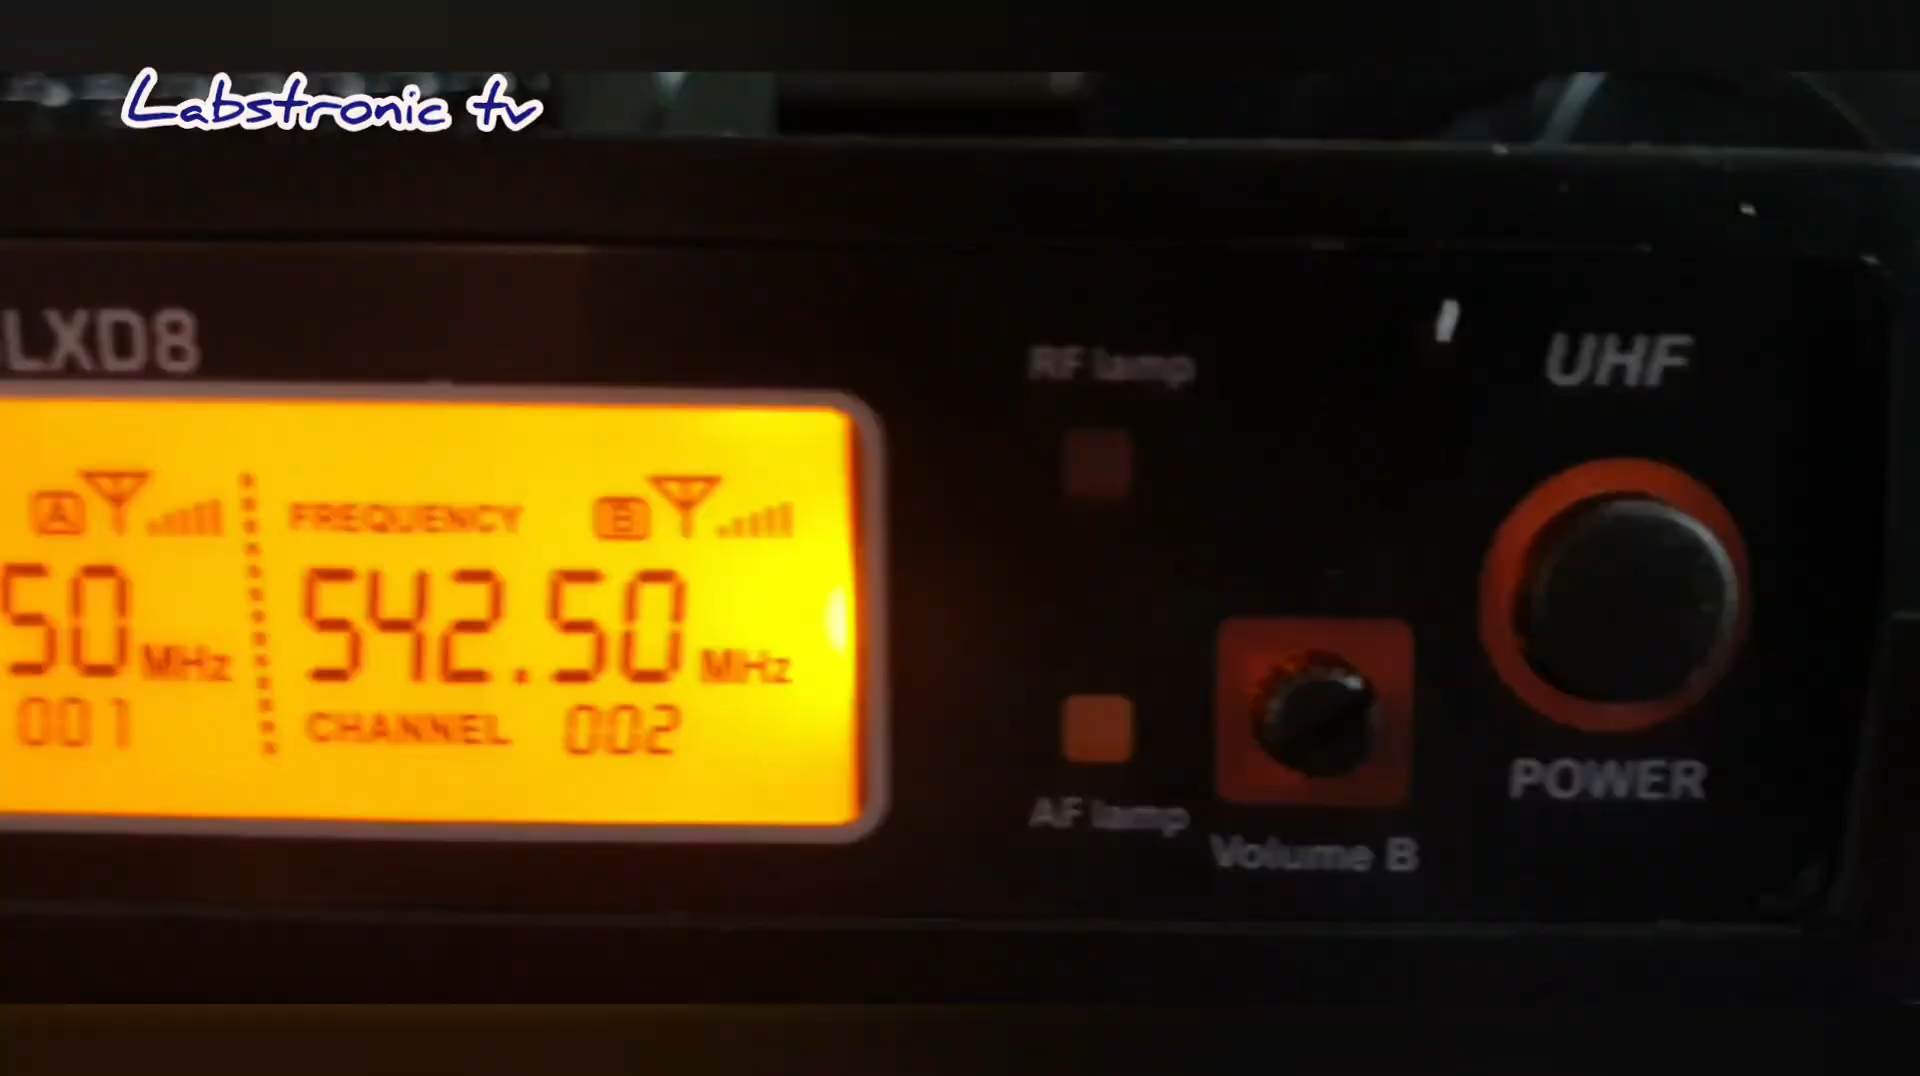 Labstronic tv
LXD8
RF lamp
UHF
A
FREQUENCY B
50 MHz 542.50 MHz
001 CHANNEL 002
POWER
AF lamp
Volume B